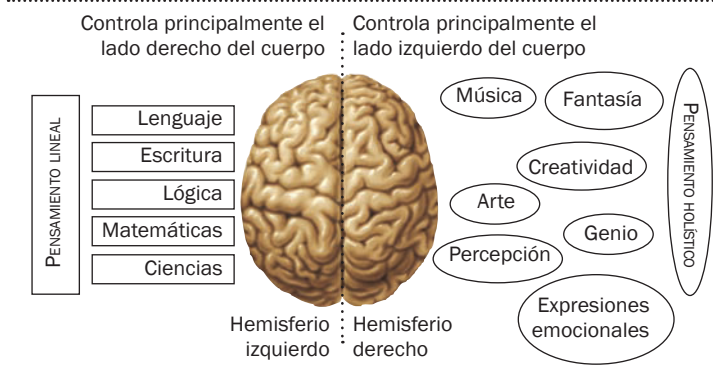 Controla principalmente el
lado derecho del cuerpo
Controla principalmente el
lado izquierdo del cuerpo
PENSAMIENTO LINEAL
Lenguaje
Escritura
Lógica
Matemáticas
Ciencias
Música
Fantasía
Creatividad
Arte
Genio
Percepción
Expresiones
emocionales
PENSAMIENTO HOLÍSTICO
Hemisferio
izquierdo
Hemisferio
derecho